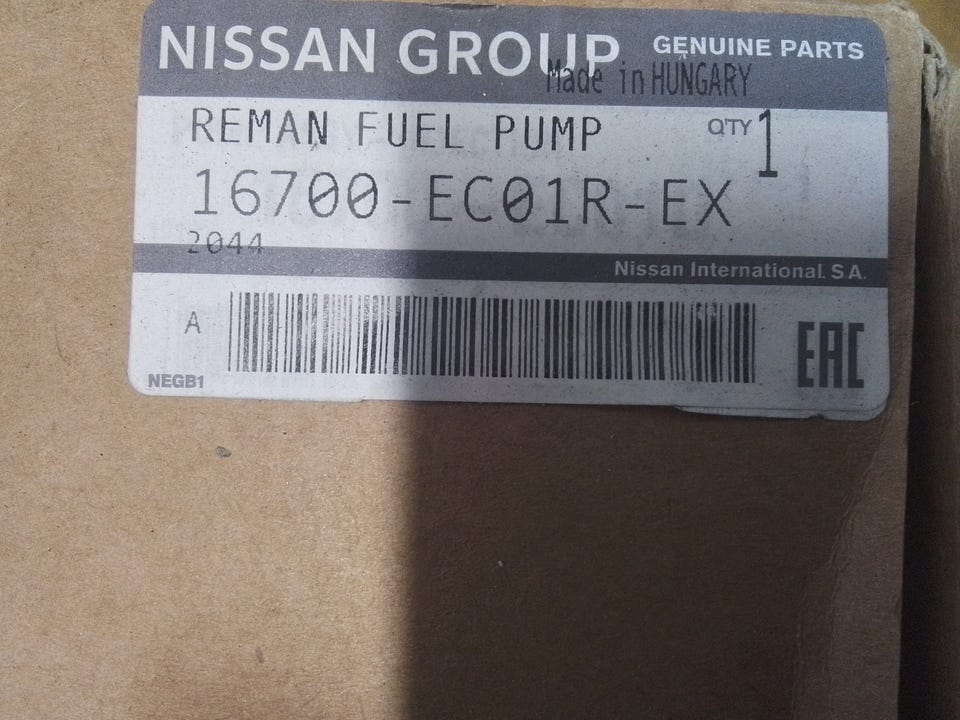 NISSAN GROUP GENUINE PARTS
Made in HUNGARY
REMAN FUEL PUMP Q'TY 1
16700-EC01R-EX
2044
Nissan International. S.A.
A
EAC
NEGB1